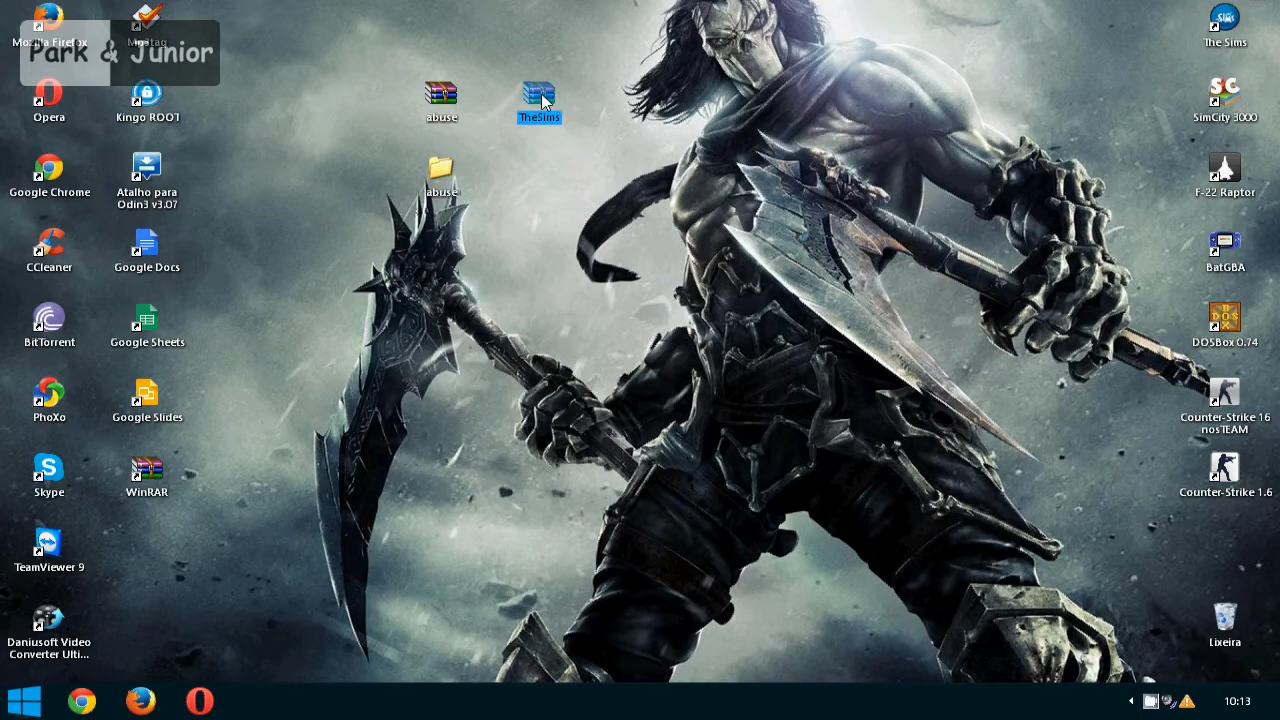 Mozilla Firefox
Mp3tag
Park & Junior
Opera
Kingo ROOT
Google Chrome
Atalho para
Odin3 v3.07
CCleaner
Google Docs
BitTorrent
Google Sheets
PhoXo
Google Slides
Skype
WinRAR
TeamViewer 9
Daniusoft Video
Converter Ulti...
abuse
TheSims
abuse
The Sims
SimCity 3000
F-22 Raptor
BatGBA
DOSBox 0.74
Counter-Strike 16
nosTEAM
Counter-Strike 1.6
Lixeira
10:13